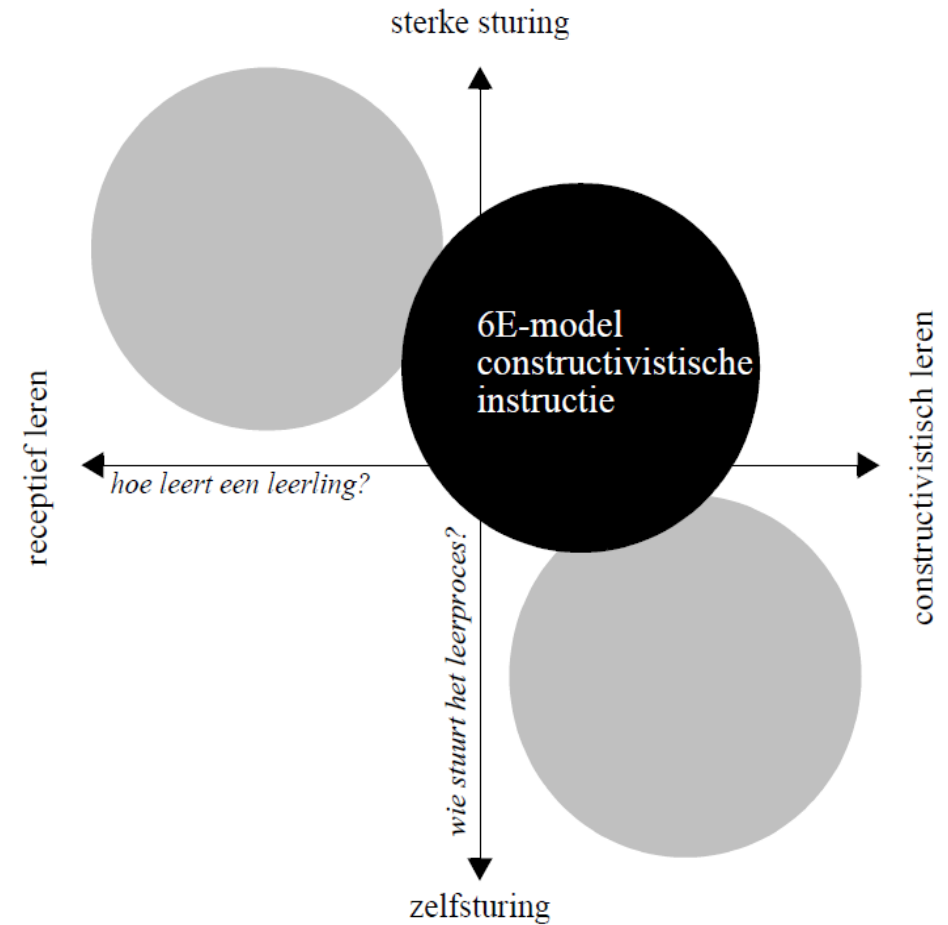 sterke sturing
6E-model
constructivistische
instructie
receptief leren
hoe leert een leerling?
constructivistisch leren
wie stuurt het leerproces?
zelfsturing